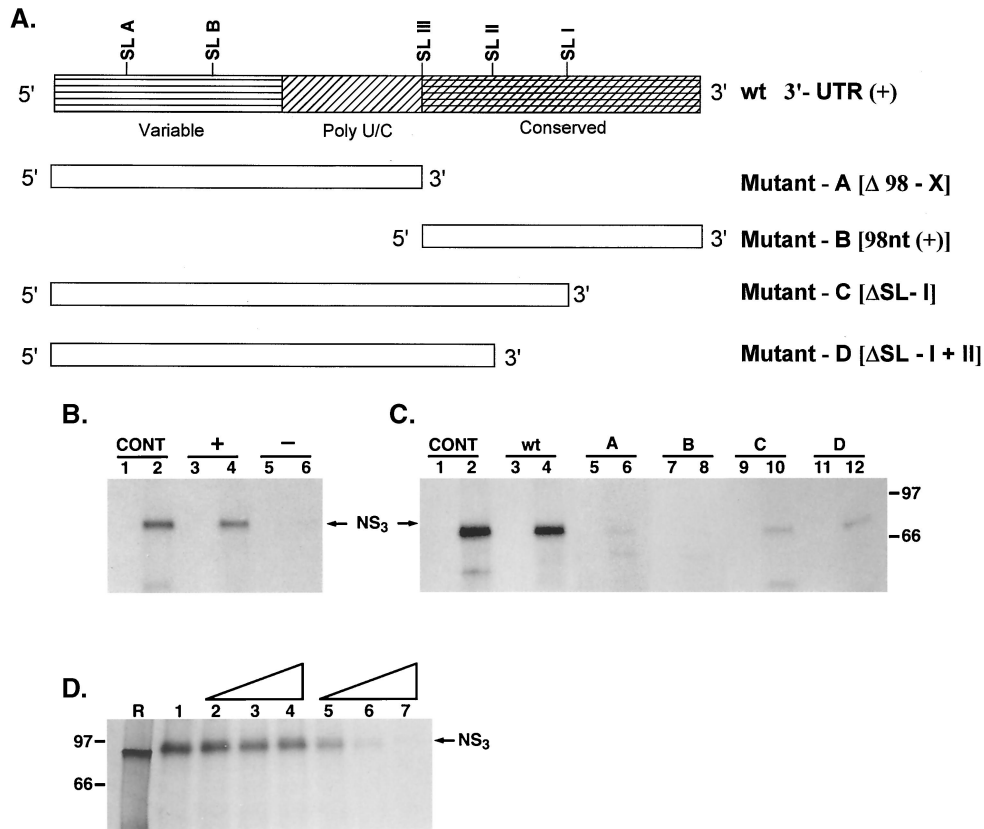 A.
SL A SL B SL III SL II SL I
5' 3' wt 3'- UTR (+)
Variable Poly U/C Conserved
5' 3' Mutant - A [Δ 98 - X]
5' 3' Mutant - B [98nt (+)]
5' 3' Mutant - C [ΔSL- I]
5' 3' Mutant - D [ΔSL - I + II]
B. C.
CONT + – CONT wt A B C D
1 2 3 4 5 6 1 2 3 4 5 6 7 8 9 10 11 12
97
NS3
66
D.
R 1 2 3 4 5 6 7
97 NS3
66